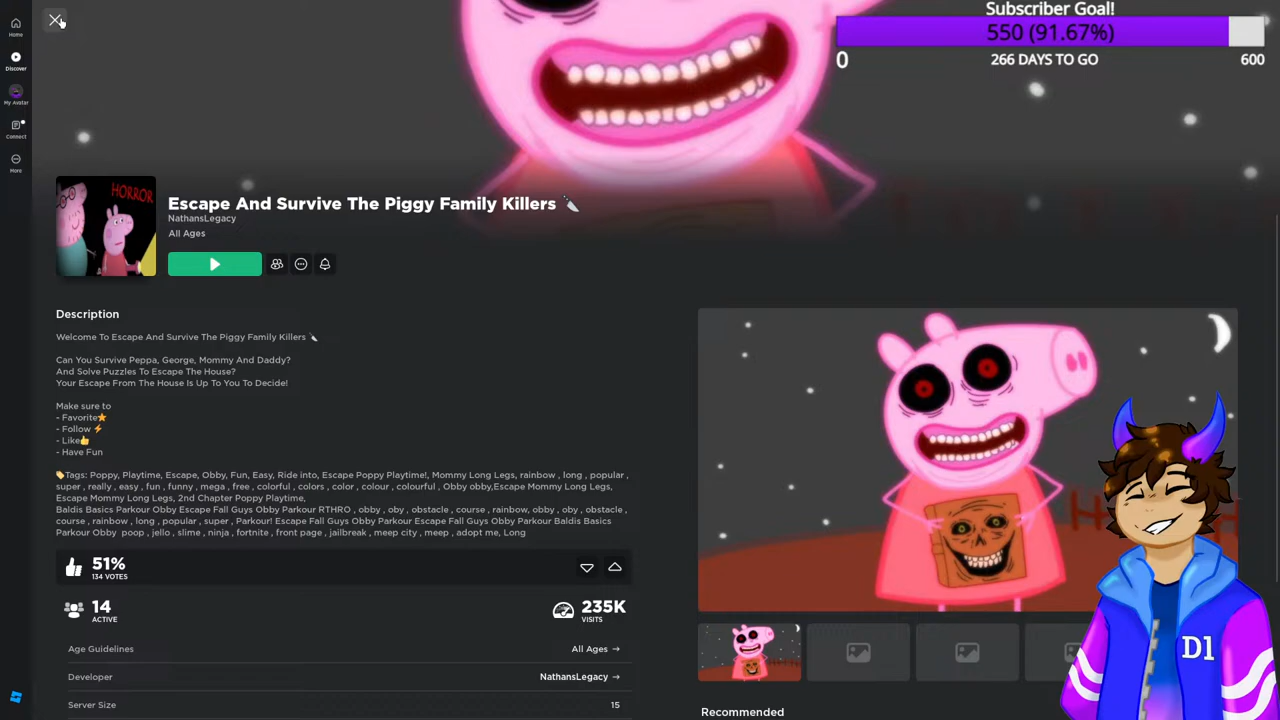 Subscriber Goal!
550 (91.67%)
0
266 DAYS TO GO
600
Home
Discover
My Avatar
Connect
More
HORROR
Escape And Survive The Piggy Family Killers 🔪
NathansLegacy
All Ages
Description
Welcome To Escape And Survive The Piggy Family Killers 🔪
Can You Survive Peppa, George, Mommy And Daddy?
And Solve Puzzles To Escape The House?
Your Escape From The House Is Up To You To Decide!
Make sure to
- Favorite⭐
- Follow ⚡
- Like👍
- Have Fun
🏷️Tags: Poppy, Playtime, Escape, Obby, Fun, Easy, Ride into, Escape Poppy Playtime!, Mommy Long Legs, rainbow , long , popular ,
super , really , easy , fun , funny , mega , free , colorful , colors , color , colour , colourful , Obby obby,Escape Mommy Long Legs,
Escape Mommy Long Legs, 2nd Chapter Poppy Playtime,
Baldis Basics Parkour Obby Escape Fall Guys Obby Parkour RTHRO , obby , oby , obstacle , course , rainbow, obby , oby , obstacle ,
course , rainbow , long , popular , super , Parkour! Escape Fall Guys Obby Parkour Escape Fall Guys Obby Parkour Baldis Basics
Parkour Obby poop , jello , slime , ninja , fortnite , front page , jailbreak , meep city , meep , adopt me, Long
51%
134 VOTES
14
ACTIVE
235K
VISITS
Age Guidelines
All Ages →
Developer
NathansLegacy →
Server Size
15
Recommended
D1